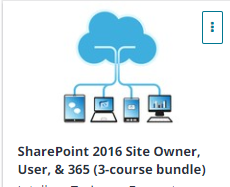 SharePoint 2016 Site Owner,
User, & 365 (3-course bundle)